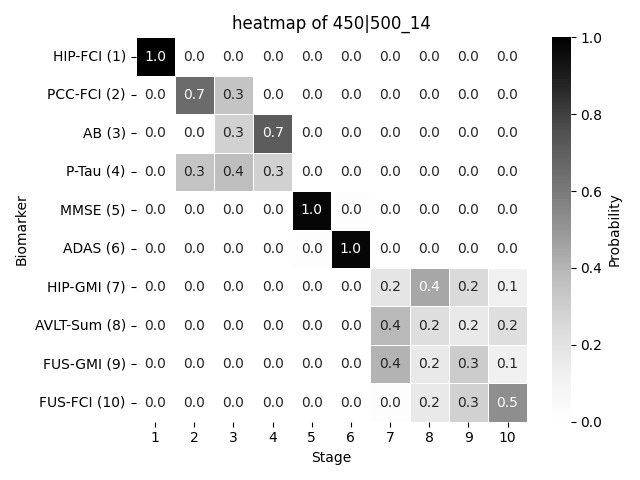 heatmap of 450|500_14
HIP-FCI (1) 1.0 0.0 0.0 0.0 0.0 0.0 0.0 0.0 0.0 0.0
PCC-FCI (2) 0.0 0.7 0.3 0.0 0.0 0.0 0.0 0.0 0.0 0.0
AB (3) 0.0 0.0 0.3 0.7 0.0 0.0 0.0 0.0 0.0 0.0
P-Tau (4) 0.0 0.3 0.4 0.3 0.0 0.0 0.0 0.0 0.0 0.0
MMSE (5) 0.0 0.0 0.0 0.0 1.0 0.0 0.0 0.0 0.0 0.0
ADAS (6) 0.0 0.0 0.0 0.0 0.0 1.0 0.0 0.0 0.0 0.0
HIP-GMI (7) 0.0 0.0 0.0 0.0 0.0 0.0 0.2 0.4 0.2 0.1
AVLT-Sum (8) 0.0 0.0 0.0 0.0 0.0 0.0 0.4 0.2 0.2 0.2
FUS-GMI (9) 0.0 0.0 0.0 0.0 0.0 0.0 0.4 0.2 0.3 0.1
FUS-FCI (10) 0.0 0.0 0.0 0.0 0.0 0.0 0.0 0.2 0.3 0.5
1 2 3 4 5 6 7 8 9 10
Stage
Biomarker
1.0
0.8
0.6
0.4
0.2
0.0
Probability